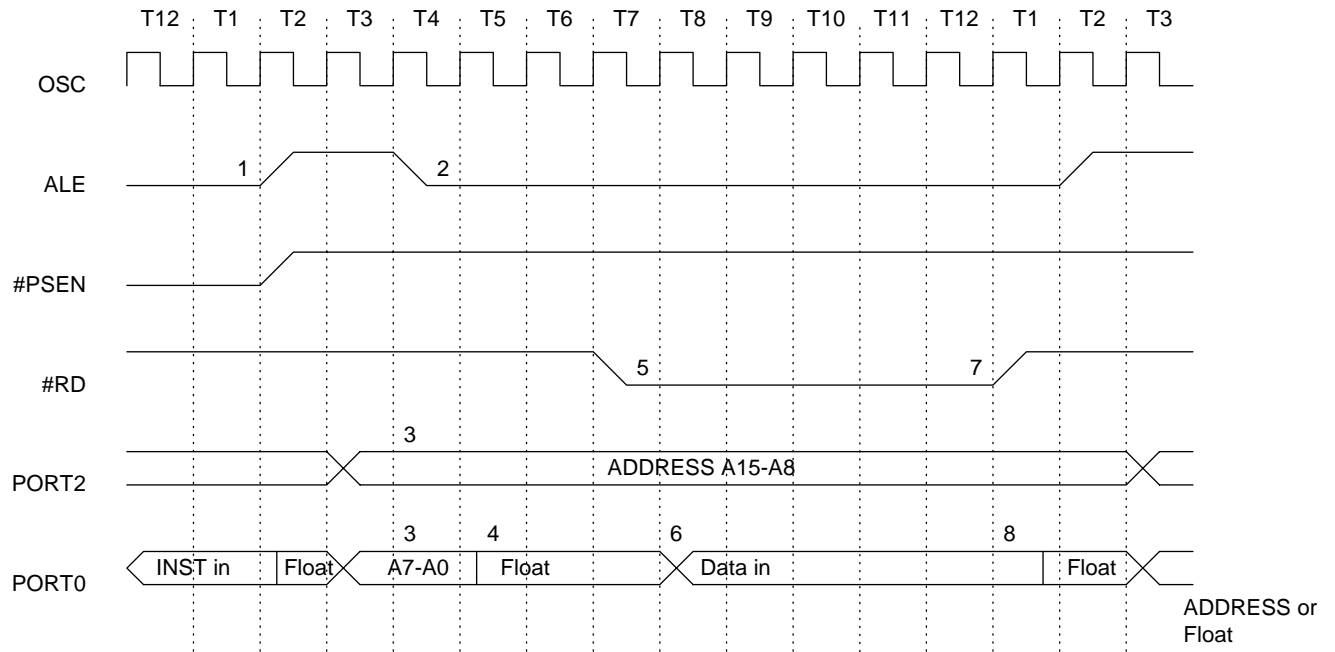 T12 T1 T2 T3 T4 T5 T6 T7 T8 T9 T10 T11 T12 T1 T2 T3
OSC
1 2
ALE
#PSEN
5 7
#RD
3
ADDRESS A15-A8
PORT2
3 4 6 8
INST in Float A7-A0 Float Data in Float
PORT0
ADDRESS or
Float